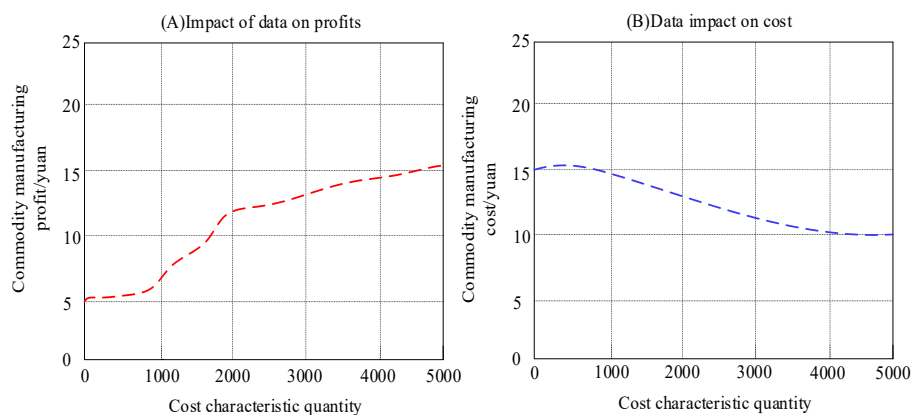 (A)Impact of data on profits
25
20
15
10
5
0
0 1000 2000 3000 4000 5000
Commodity manufacturing
profit/yuan
Cost characteristic quantity
(B)Data impact on cost
25
20
15
10
5
0
0 1000 2000 3000 4000 5000
Commodity manufacturing
cost/yuan
Cost characteristic quantity